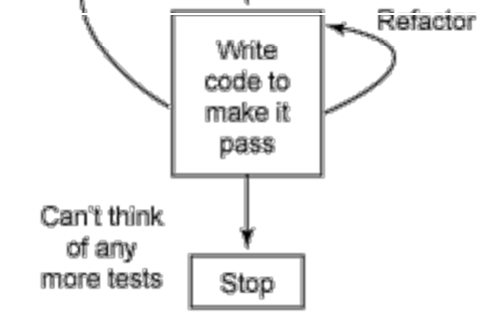 Refactor
Write
code to
make it
pass
Can't think
of any
more tests
Stop